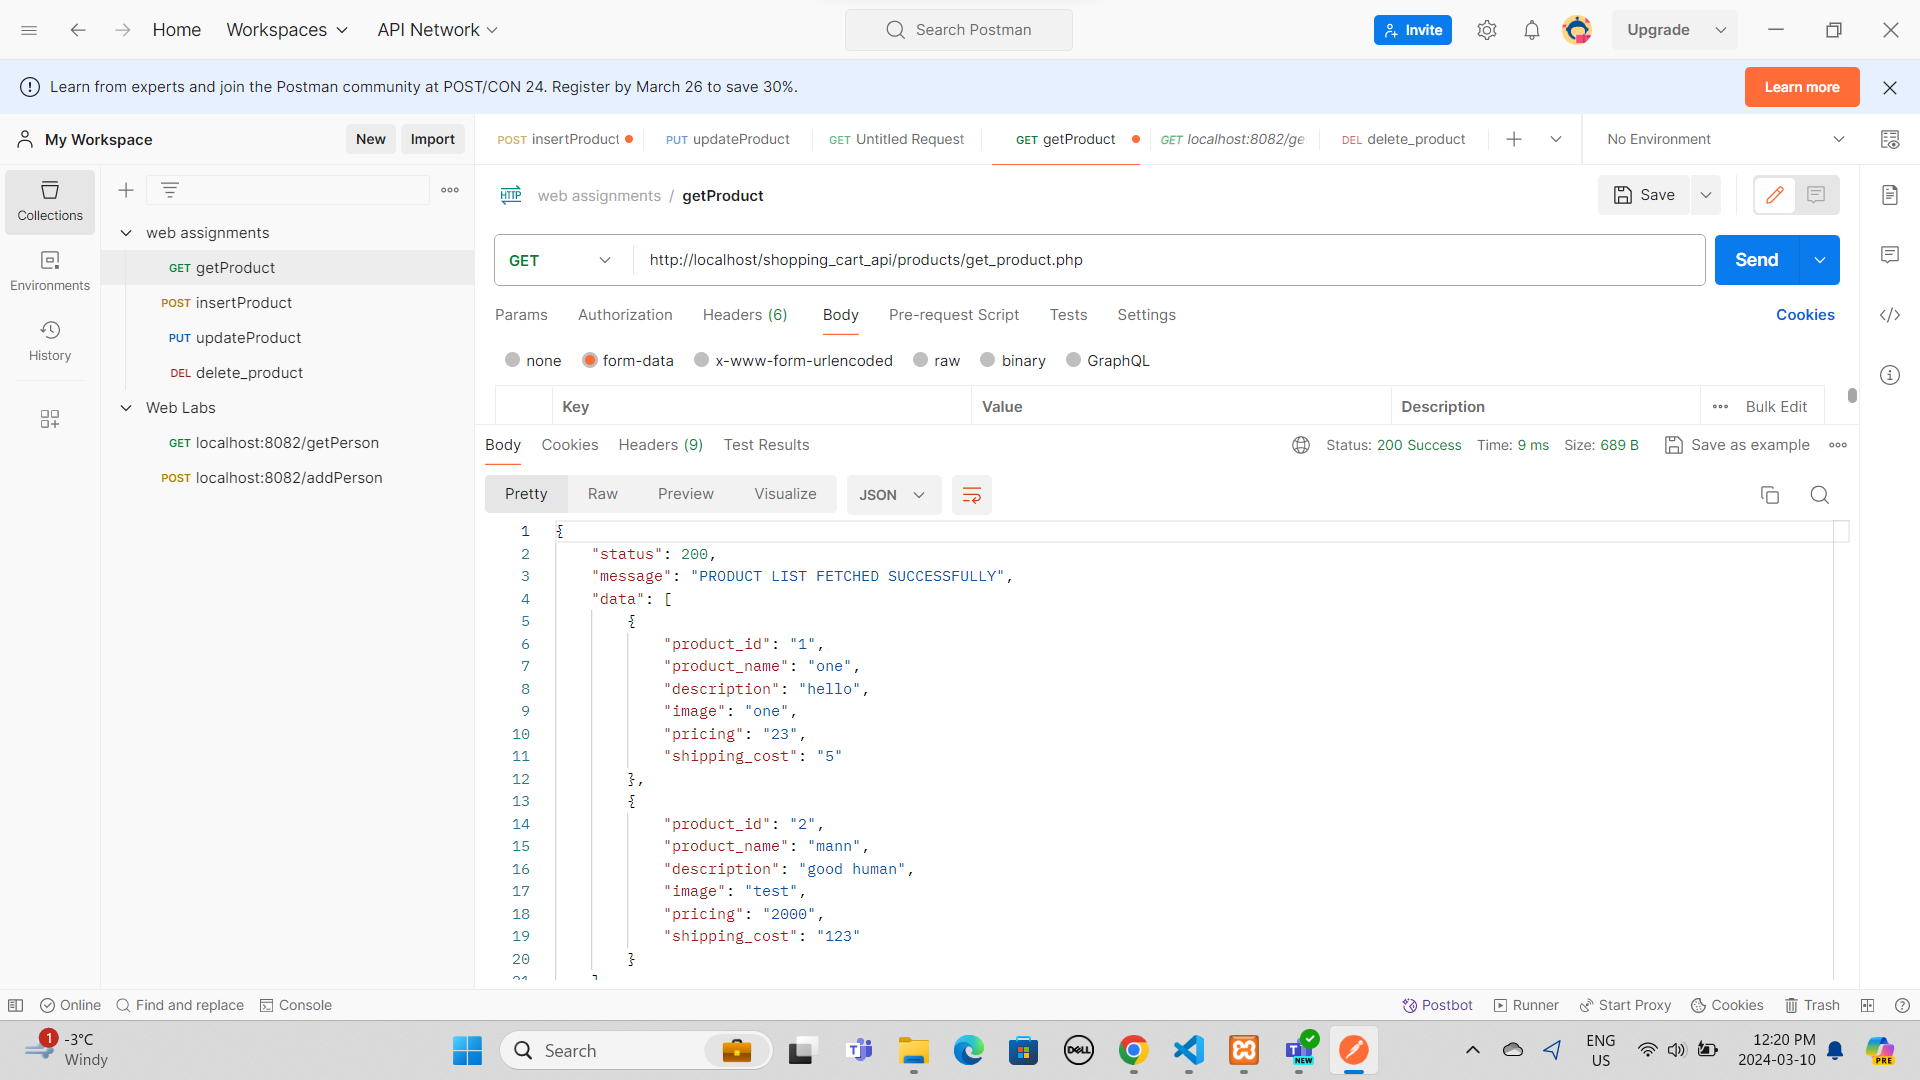 Home Workspaces API Network Search Postman Invite Upgrade
Learn from experts and join the Postman community at POST/CON 24. Register by March 26 to save 30%. Learn more
My Workspace New Import
POST insertProduct PUT updateProduct GET Untitled Request GET getProduct GET localhost:8082/ge DEL delete_product No Environment
Collections
Environments
History
web assignments
GET getProduct
POST insertProduct
PUT updateProduct
DEL delete_product
Web Labs
GET localhost:8082/getPerson
POST localhost:8082/addPerson
HTTP web assignments / getProduct Save
GET http://localhost/shopping_cart_api/products/get_product.php Send
Params Authorization Headers (6) Body Pre-request Script Tests Settings Cookies
none form-data x-www-form-urlencoded raw binary GraphQL
Key Value Description Bulk Edit
Body Cookies Headers (9) Test Results Status: 200 Success Time: 9 ms Size: 689 B Save as example
Pretty Raw Preview Visualize JSON
1 {
2 "status": 200,
3 "message": "PRODUCT LIST FETCHED SUCCESSFULLY",
4 "data": [
5 {
6 "product_id": "1",
7 "product_name": "one",
8 "description": "hello",
9 "image": "one",
10 "pricing": "23",
11 "shipping_cost": "5"
12 },
13 {
14 "product_id": "2",
15 "product_name": "mann",
16 "description": "good human",
17 "image": "test",
18 "pricing": "2000",
19 "shipping_cost": "123"
20 }
21 ]
Online Find and replace Console Postbot Runner Start Proxy Cookies Trash
1 -3°C
Windy
Search
DELL
NEW
ENG
US
12:20 PM
2024-03-10
PRE